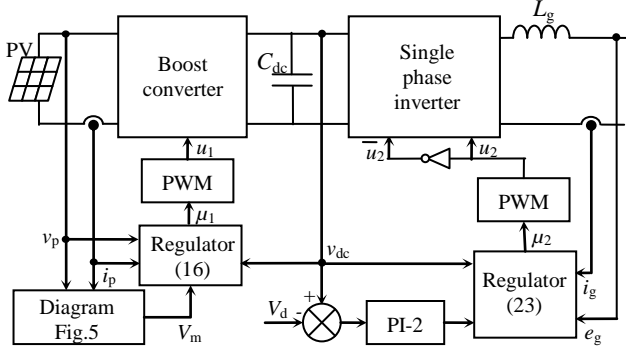 L_g
PV
Boost converter
C_dc
Single phase inverter
u_1
u̅_2
u_2
PWM
PWM
μ_1
μ_2
v_p
Regulator (16)
v_dc
i_p
Regulator (23)
i_g
Diagram Fig.5
V_m
V_d
+
-
PI-2
e_g